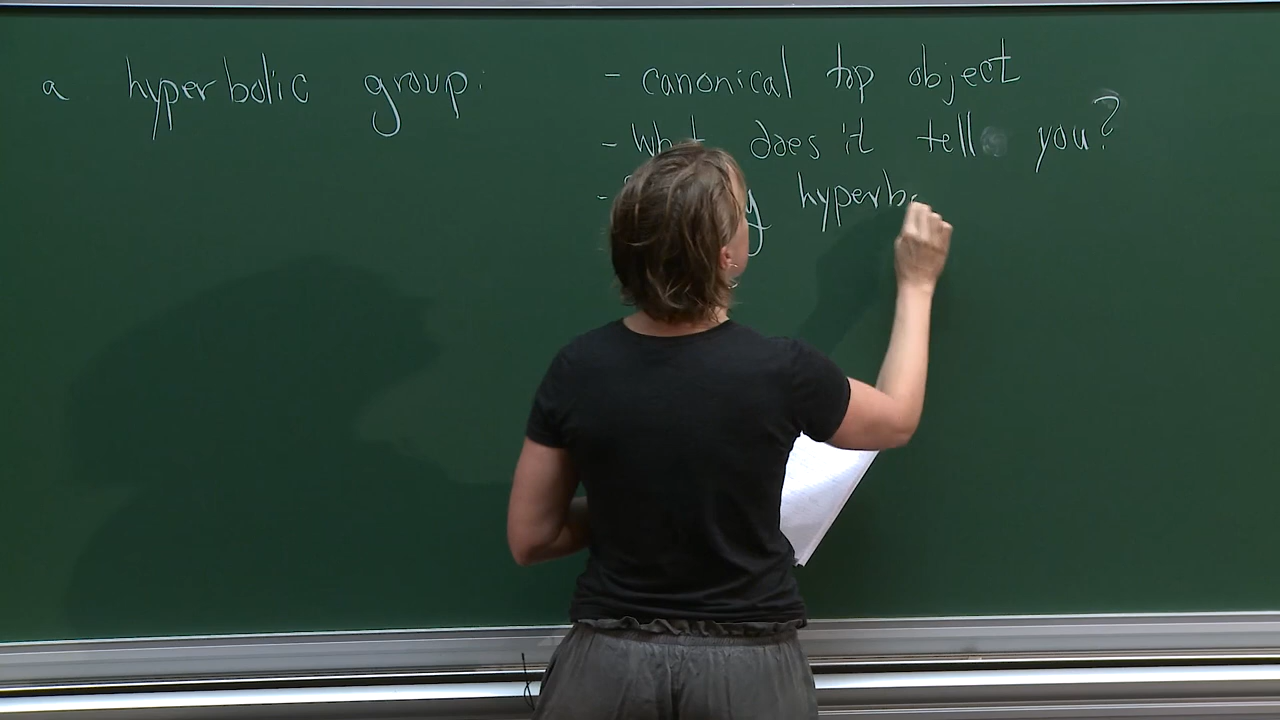 a hyperbolic group:
- canonical top object
- What does it tell you?
- hyperb